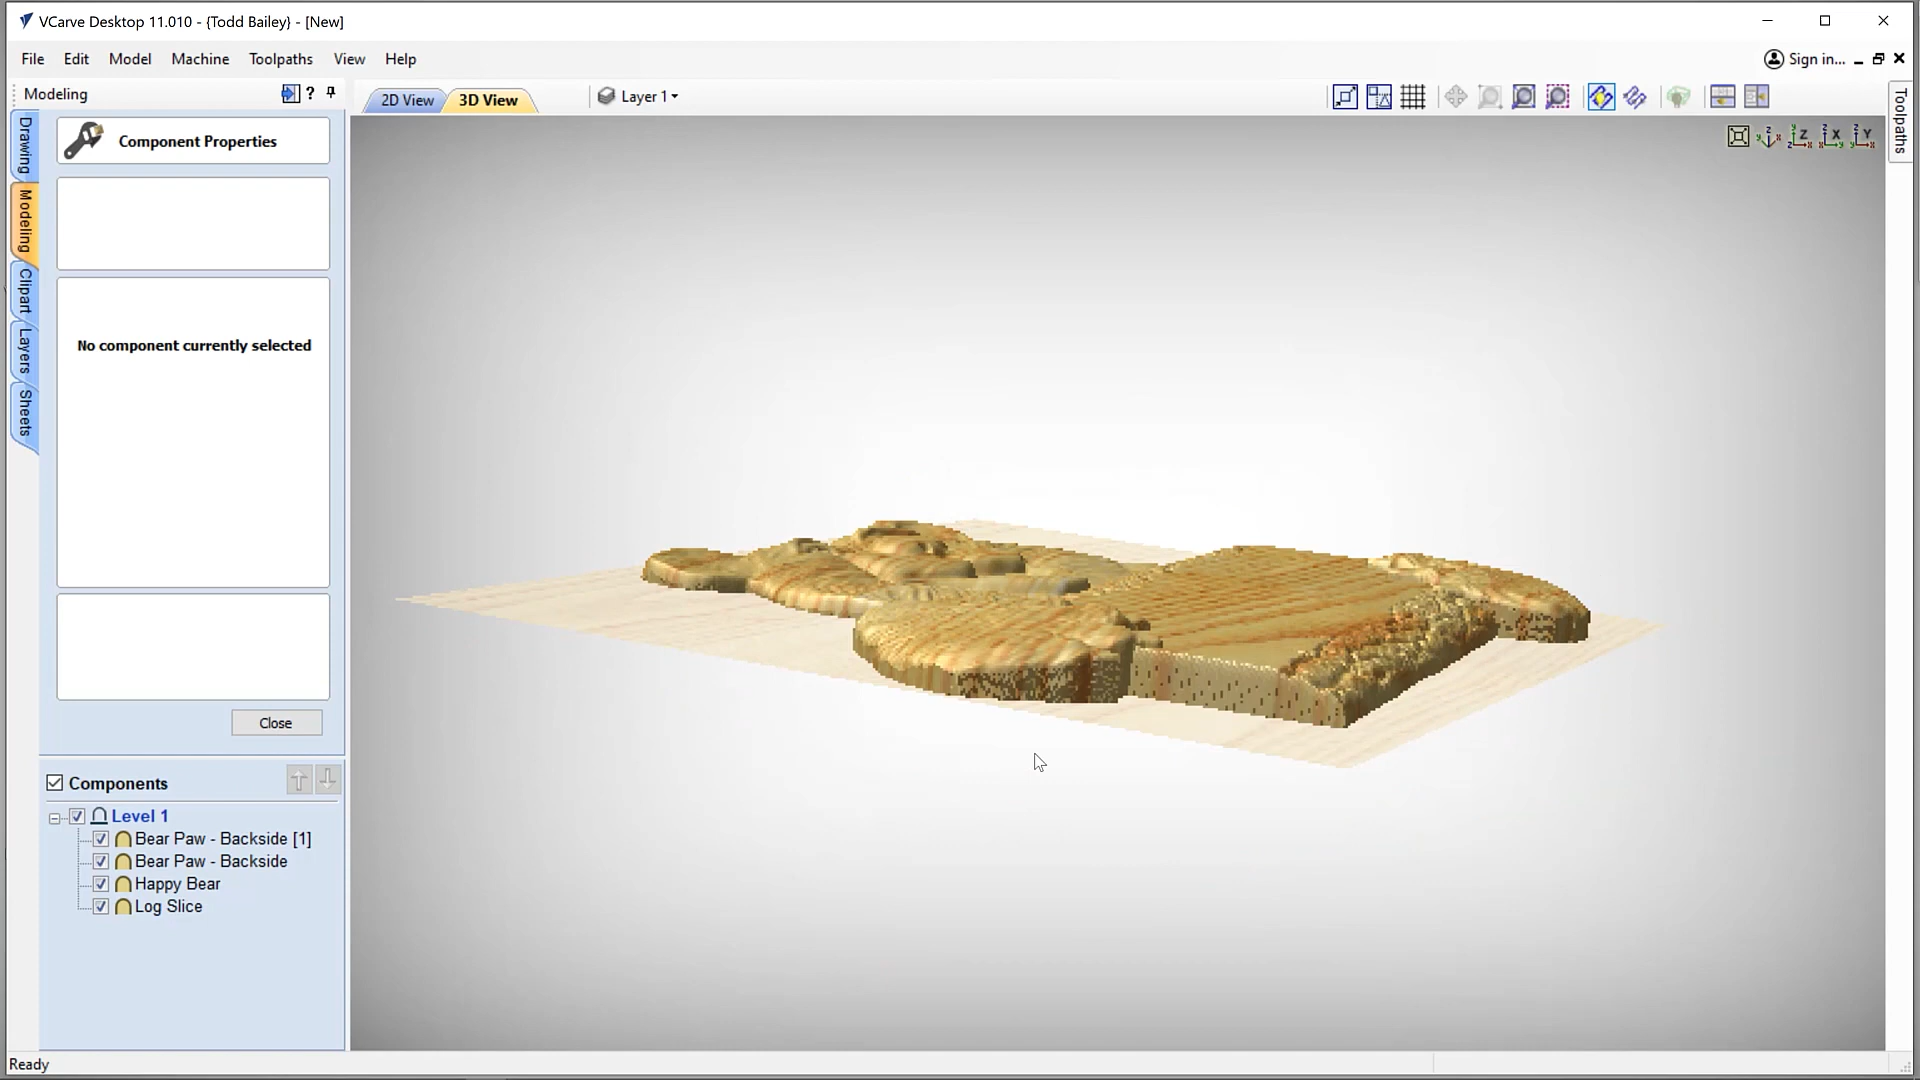 VCarve Desktop 11.010 - {Todd Bailey} - [New]
File Edit Model Machine Toolpaths View Help
Sign in...
Modeling
?
2D View
3D View
Layer 1
Drawing
Modeling
Clipart
Layers
Sheets
Toolpaths
Component Properties
No component currently selected
Close
Components
Level 1
Bear Paw - Backside [1]
Bear Paw - Backside
Happy Bear
Log Slice
Ready